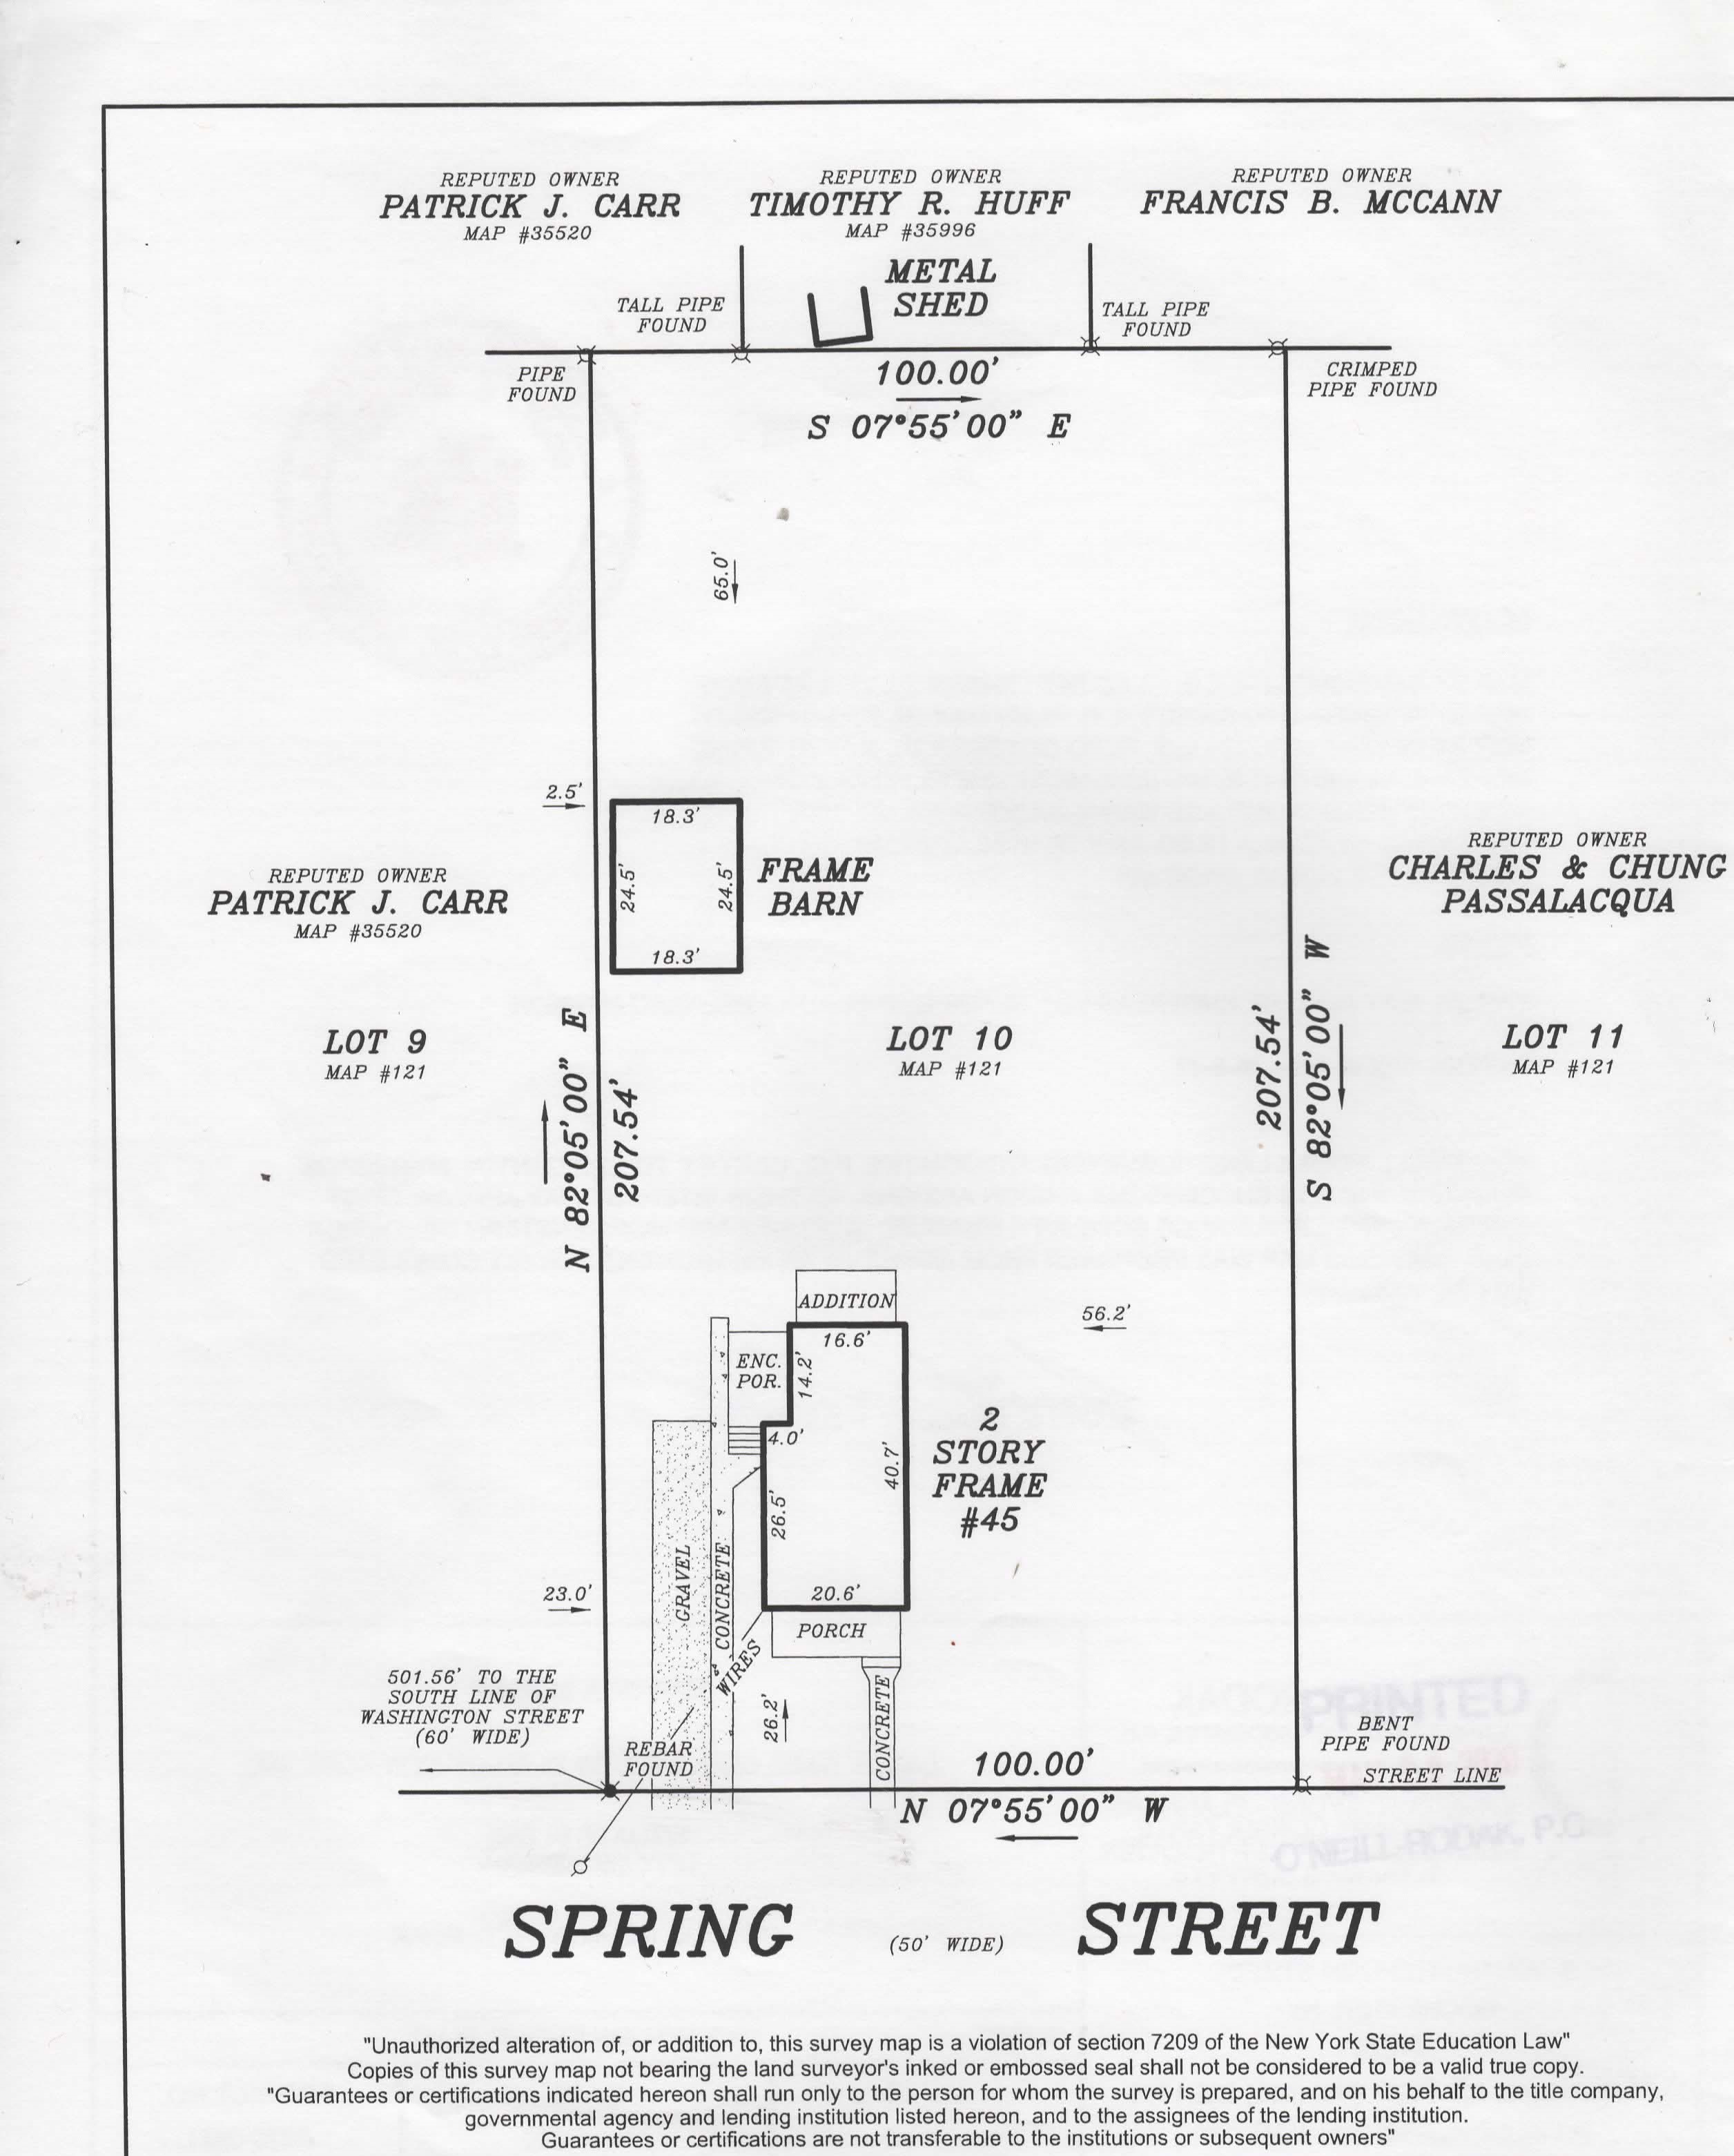 REPUTED OWNER
PATRICK J. CARR
MAP #35520
REPUTED OWNER
TIMOTHY R. HUFF
MAP #35996
REPUTED OWNER
FRANCIS B. MCCANN
METAL
SHED
TALL PIPE
FOUND
TALL PIPE
FOUND
PIPE
FOUND
100.00'
S 07°55'00" E
CRIMPED
PIPE FOUND
65.0'
2.5'
18.3'
24.5'
24.5'
18.3'
FRAME
BARN
REPUTED OWNER
PATRICK J. CARR
MAP #35520
REPUTED OWNER
CHARLES & CHUNG
PASSALACQUA
LOT 9
MAP #121
N 82°05'00" E
207.54'
LOT 10
MAP #121
207.54'
S 82°05'00" W
LOT 11
MAP #121
ADDITION
56.2'
16.6'
ENC.
POR.
14.2'
4.0'
40.7'
26.5'
20.6'
2
STORY
FRAME
#45
GRAVEL
CONCRETE
23.0'
PORCH
WIRES
26.2'
CONCRETE
501.56' TO THE
SOUTH LINE OF
WASHINGTON STREET
(60' WIDE)
REBAR
FOUND
100.00'
N 07°55'00" W
BENT
PIPE FOUND
STREET LINE
PRINTED
O'NEILL-RODAK, P.C.
SPRING (50' WIDE) STREET
"Unauthorized alteration of, or addition to, this survey map is a violation of section 7209 of the New York State Education Law"
Copies of this survey map not bearing the land surveyor's inked or embossed seal shall not be considered to be a valid true copy.
"Guarantees or certifications indicated hereon shall run only to the person for whom the survey is prepared, and on his behalf to the title company,
governmental agency and lending institution listed hereon, and to the assignees of the lending institution.
Guarantees or certifications are not transferable to the institutions or subsequent owners"